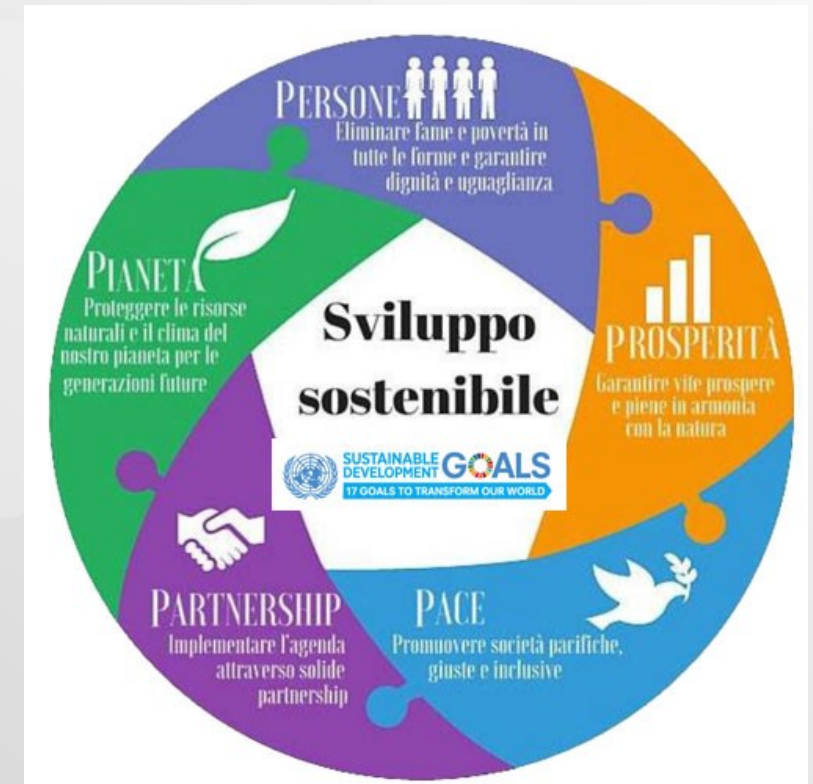 PERSONE
Eliminare fame e povertà in
tutte le forme e garantire
dignità e uguaglianza
PROSPERITÀ
Garantire vite prospere
e piene in armonia
con la natura
PACE
Promuovere società pacifiche,
giuste e inclusive
PARTNERSHIP
Implementare l'agenda
attraverso solide
partnership
PIANETA
Proteggere le risorse
naturali e il clima del
nostro pianeta per le
generazioni future
Sviluppo
sostenibile
SUSTAINABLE
DEVELOPMENT GOALS
17 GOALS TO TRANSFORM OUR WORLD